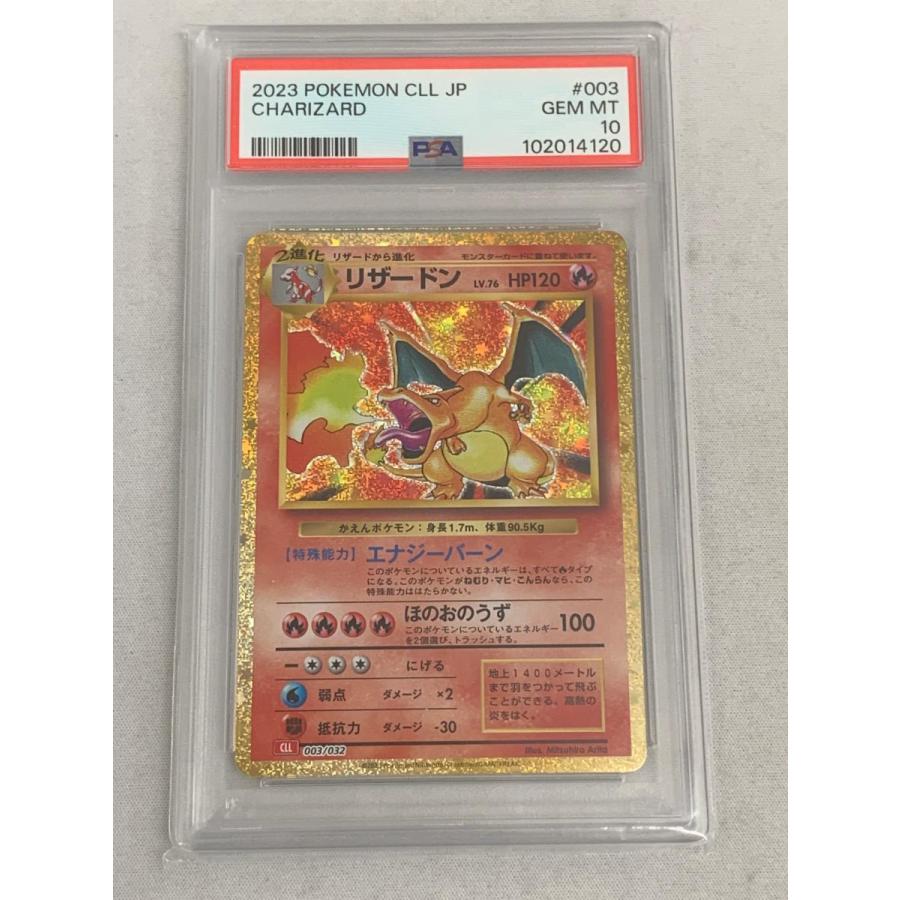 2023 POKEMON CLL JP #003
CHARIZARD GEM MT
10
PSA 102014120
2進化 リザードから進化 モンスターカードに重ねて使います。
リザードン LV.76 HP120
かえんポケモン：身長1.7m、体重90.5Kg
【特殊能力】エナジーバーン
このポケモンについているエネルギーは、すべて🔥タイプ
になる。このポケモンがねむり・マヒ・こんらんなら、この
特殊能力ははたらかない。
ほのおのうず 100
このポケモンについているエネルギー
を2個選び、トラッシュする。
にげる
弱点 ダメージ ×2
抵抗力 ダメージ -30
地上1400メートル
まで羽をつかって飛ぶ
ことができる。高熱の
炎をはく。
CLL 003/032 Illus. Mitsuhiro Arita